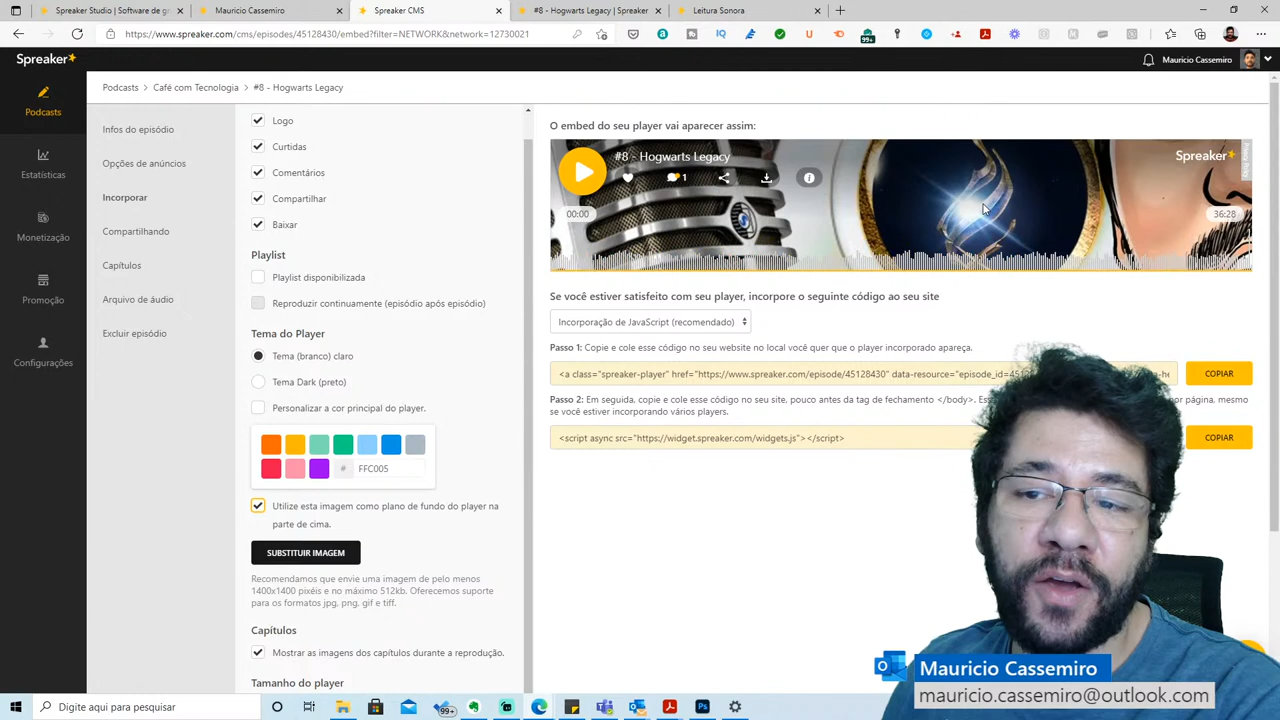 Spreaker Studio | Software de gr
Mauricio Cassemiro
Spreaker CMS
#8 - Hogwarts Legacy | Spreaker
Leitura Sonora
https://www.spreaker.com/cms/episodes/45128430/embed?filter=NETWORK&network=12730021
99+
Spreaker
Mauricio Cassemiro
Podcasts
Estatísticas
Monetização
Promoção
Configurações
Podcasts > Café com Tecnologia > #8 - Hogwarts Legacy
Infos do episódio
Opções de anúncios
Incorporar
Compartilhando
Capítulos
Arquivo de áudio
Excluir episódio
Logo
Curtidas
Comentários
Compartilhar
Baixar
Playlist
Playlist disponibilizada
Reproduzir continuamente (episódio após episódio)
Tema do Player
Tema (branco) claro
Tema Dark (preto)
Personalizar a cor principal do player.
# FFC005
Utilize esta imagem como plano de fundo do player na
parte de cima.
SUBSTITUIR IMAGEM
Recomendamos que envie uma imagem de pelo menos
1400x1400 pixéis e no máximo 512kb. Oferecemos suporte
para os formatos jpg, png, gif e tiff.
Capítulos
Mostrar as imagens dos capítulos durante a reprodução.
Tamanho do player
O embed do seu player vai aparecer assim:
#8 - Hogwarts Legacy
Spreaker
1
00:00
36:28
Se você estiver satisfeito com seu player, incorpore o seguinte código ao seu site
Incorporação de JavaScript (recomendado)
Passo 1: Copie e cole esse código no seu website no local você quer que o player incorporado apareça.
<a class="spreaker-player" href="https://www.spreaker.com/episode/45128430" data-resource="episode_id=451
COPIAR
Passo 2: Em seguida, copie e cole esse código no seu site, pouco antes da tag de fechamento </body>. Es
por página, mesmo
se você estiver incorporando vários players.
<script async src="https://widget.spreaker.com/widgets.js"></script>
COPIAR
Mauricio Cassemiro
mauricio.cassemiro@outlook.com
Digite aqui para pesquisar
99+